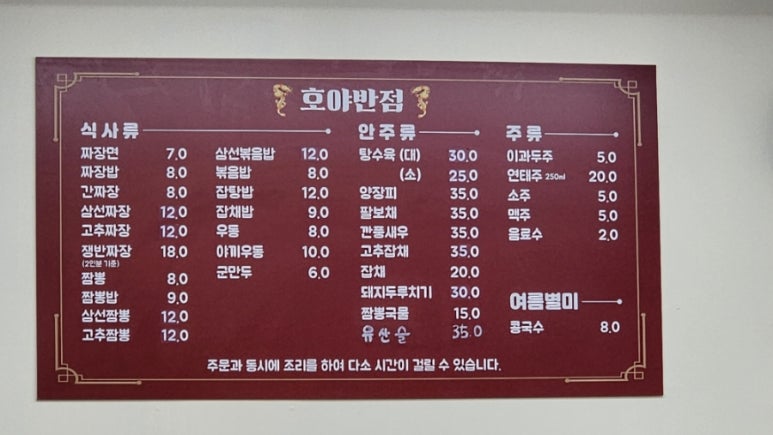 호야반점
식사류
짜장면 7.0
짜장밥 8.0
간짜장 8.0
삼선짜장 12.0
고추짜장 12.0
쟁반짜장 18.0
(2인분 기준)
짬뽕 8.0
짬뽕밥 9.0
삼선짬뽕 12.0
고추짬뽕 12.0
삼선볶음밥 12.0
볶음밥 8.0
잡탕밥 12.0
잡채밥 9.0
우동 8.0
야끼우동 10.0
군만두 6.0
안주류
탕수육 (대) 30.0
(소) 25.0
양장피 35.0
팔보채 35.0
깐풍새우 35.0
고추잡채 35.0
잡채 20.0
돼지두루치기 30.0
짬뽕국물 15.0
유산슬 35.0
주류
이과두주 5.0
연태주 250ml 20.0
소주 5.0
맥주 5.0
음료수 2.0
여름별미
콩국수 8.0
주문과 동시에 조리를 하여 다소 시간이 걸릴 수 있습니다.